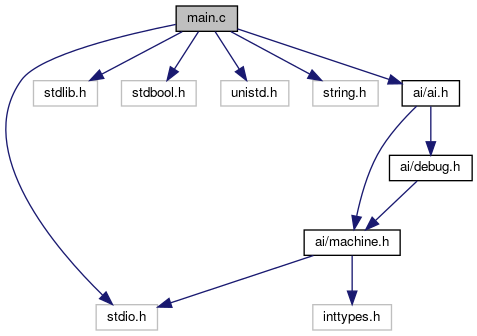 main.c
stdlib.h
stdbool.h
unistd.h
string.h
ai/ai.h
ai/debug.h
ai/machine.h
stdio.h
inttypes.h